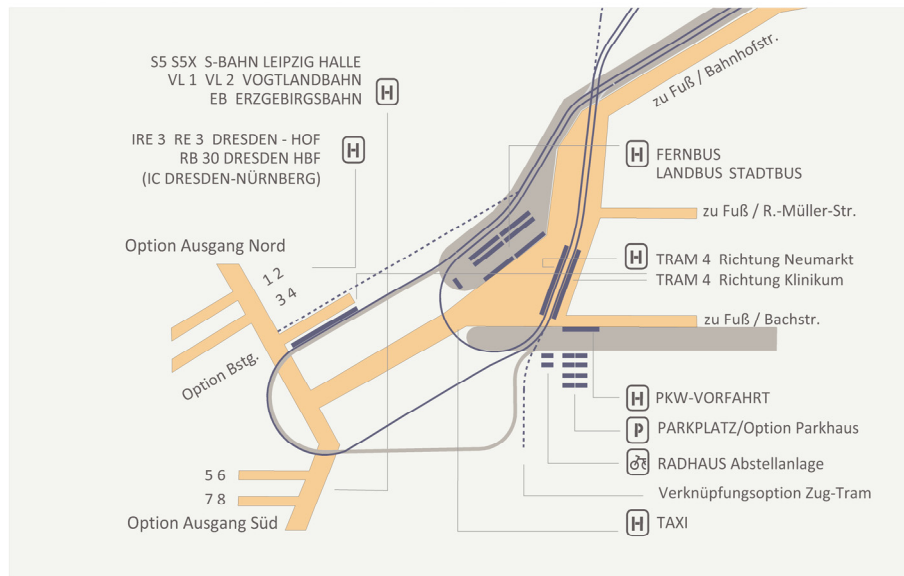 S5 S5X S-BAHN LEIPZIG HALLE
VL 1 VL 2 VOGTLANDBAHN
EB ERZGEBIRGSBAHN
H
IRE 3 RE 3 DRESDEN - HOF
RB 30 DRESDEN HBF
(IC DRESDEN-NÜRNBERG)
H
zu Fuß / Bahnhofstr.
H
FERNBUS
LANDBUS STADTBUS
zu Fuß / R.-Müller-Str.
Option Ausgang Nord
1 2
3 4
H
TRAM 4 Richtung Neumarkt
TRAM 4 Richtung Klinikum
zu Fuß / Bachstr.
Option Bstg.
H
PKW-VORFAHRT
P
PARKPLATZ/Option Parkhaus
RADHAUS Abstellanlage
5 6
7 8
Verknüpfungsoption Zug-Tram
Option Ausgang Süd
H
TAXI